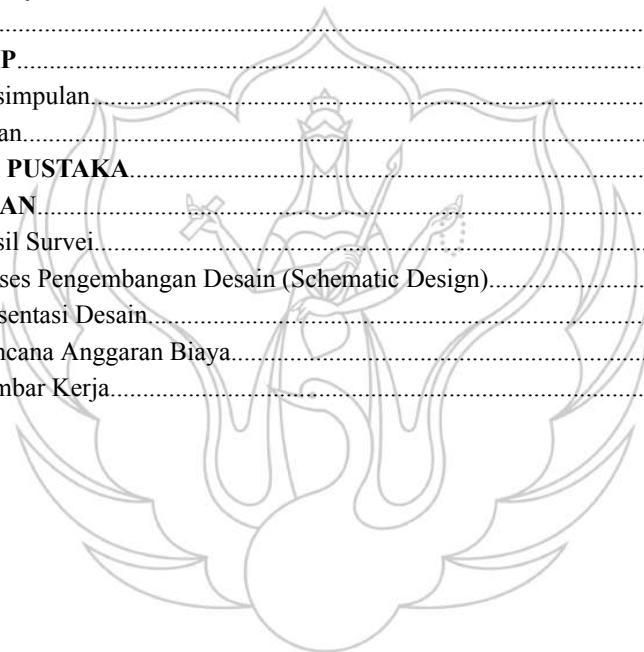 P
simpulan
an
PUSTAKA
AN
sil Survei
ses Pengembangan Desain (Schematic Design)
sentasi Desain
ncana Anggaran Biaya
mbar Kerja